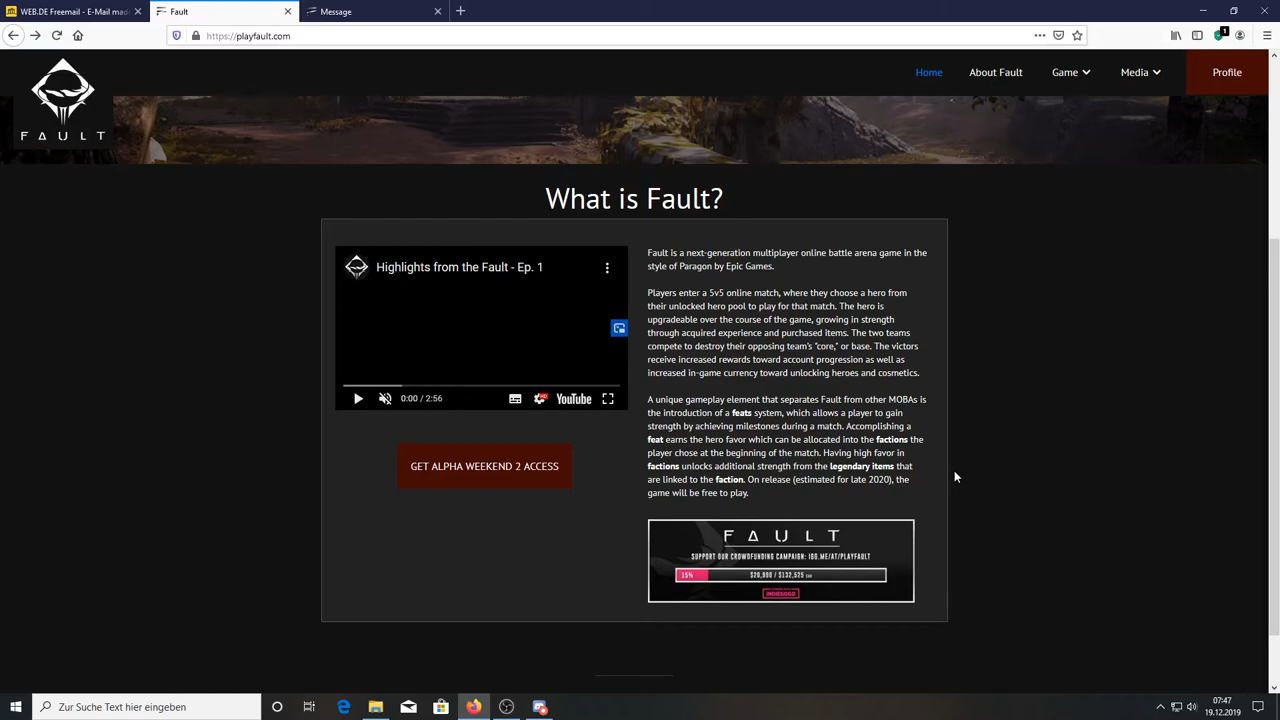 WEB.DE Freemail - E-Mail made
Fault
Message
https://playfault.com
1
FAULT
Home
About Fault
Game
Media
Profile
What is Fault?
Highlights from the Fault - Ep. 1
0:00 / 2:56
HD
YouTube
GET ALPHA WEEKEND 2 ACCESS
Fault is a next-generation multiplayer online battle arena game in the
style of Paragon by Epic Games.
Players enter a 5v5 online match, where they choose a hero from
their unlocked hero pool to play for that match. The hero is
upgradeable over the course of the game, growing in strength
through acquired experience and purchased items. The two teams
compete to destroy their opposing team's "core," or base. The victors
receive increased rewards toward account progression as well as
increased in-game currency toward unlocking heroes and cosmetics.
A unique gameplay element that separates Fault from other MOBAs is
the introduction of a feats system, which allows a player to gain
strength by achieving milestones during a match. Accomplishing a
feat earns the hero favor which can be allocated into the factions the
player chose at the beginning of the match. Having high favor in
factions unlocks additional strength from the legendary items that
are linked to the faction. On release (estimated for late 2020), the
game will be free to play.
FAULT
SUPPORT OUR CROWDFUNDING CAMPAIGN: IGG.ME/AT/PLAYFAULT
15%
INDIEGOGO
Zur Suche Text hier eingeben
07:47
19.12.2019